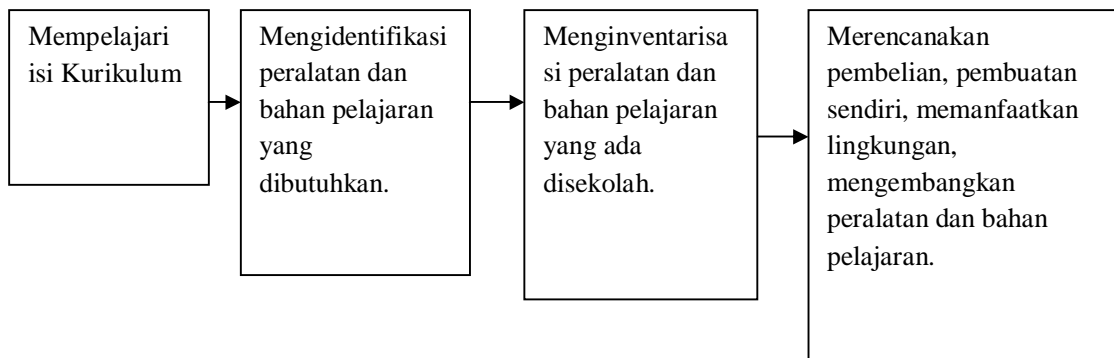 Mempelajari
isi Kurikulum
Mengidentifikasi
peralatan dan
bahan pelajaran
yang
dibutuhkan.
Menginventarisa
si peralatan dan
bahan pelajaran
yang ada
disekolah.
Merencanakan
pembelian, pembuatan
sendiri, memanfaatkan
lingkungan,
mengembangkan
peralatan dan bahan
pelajaran.